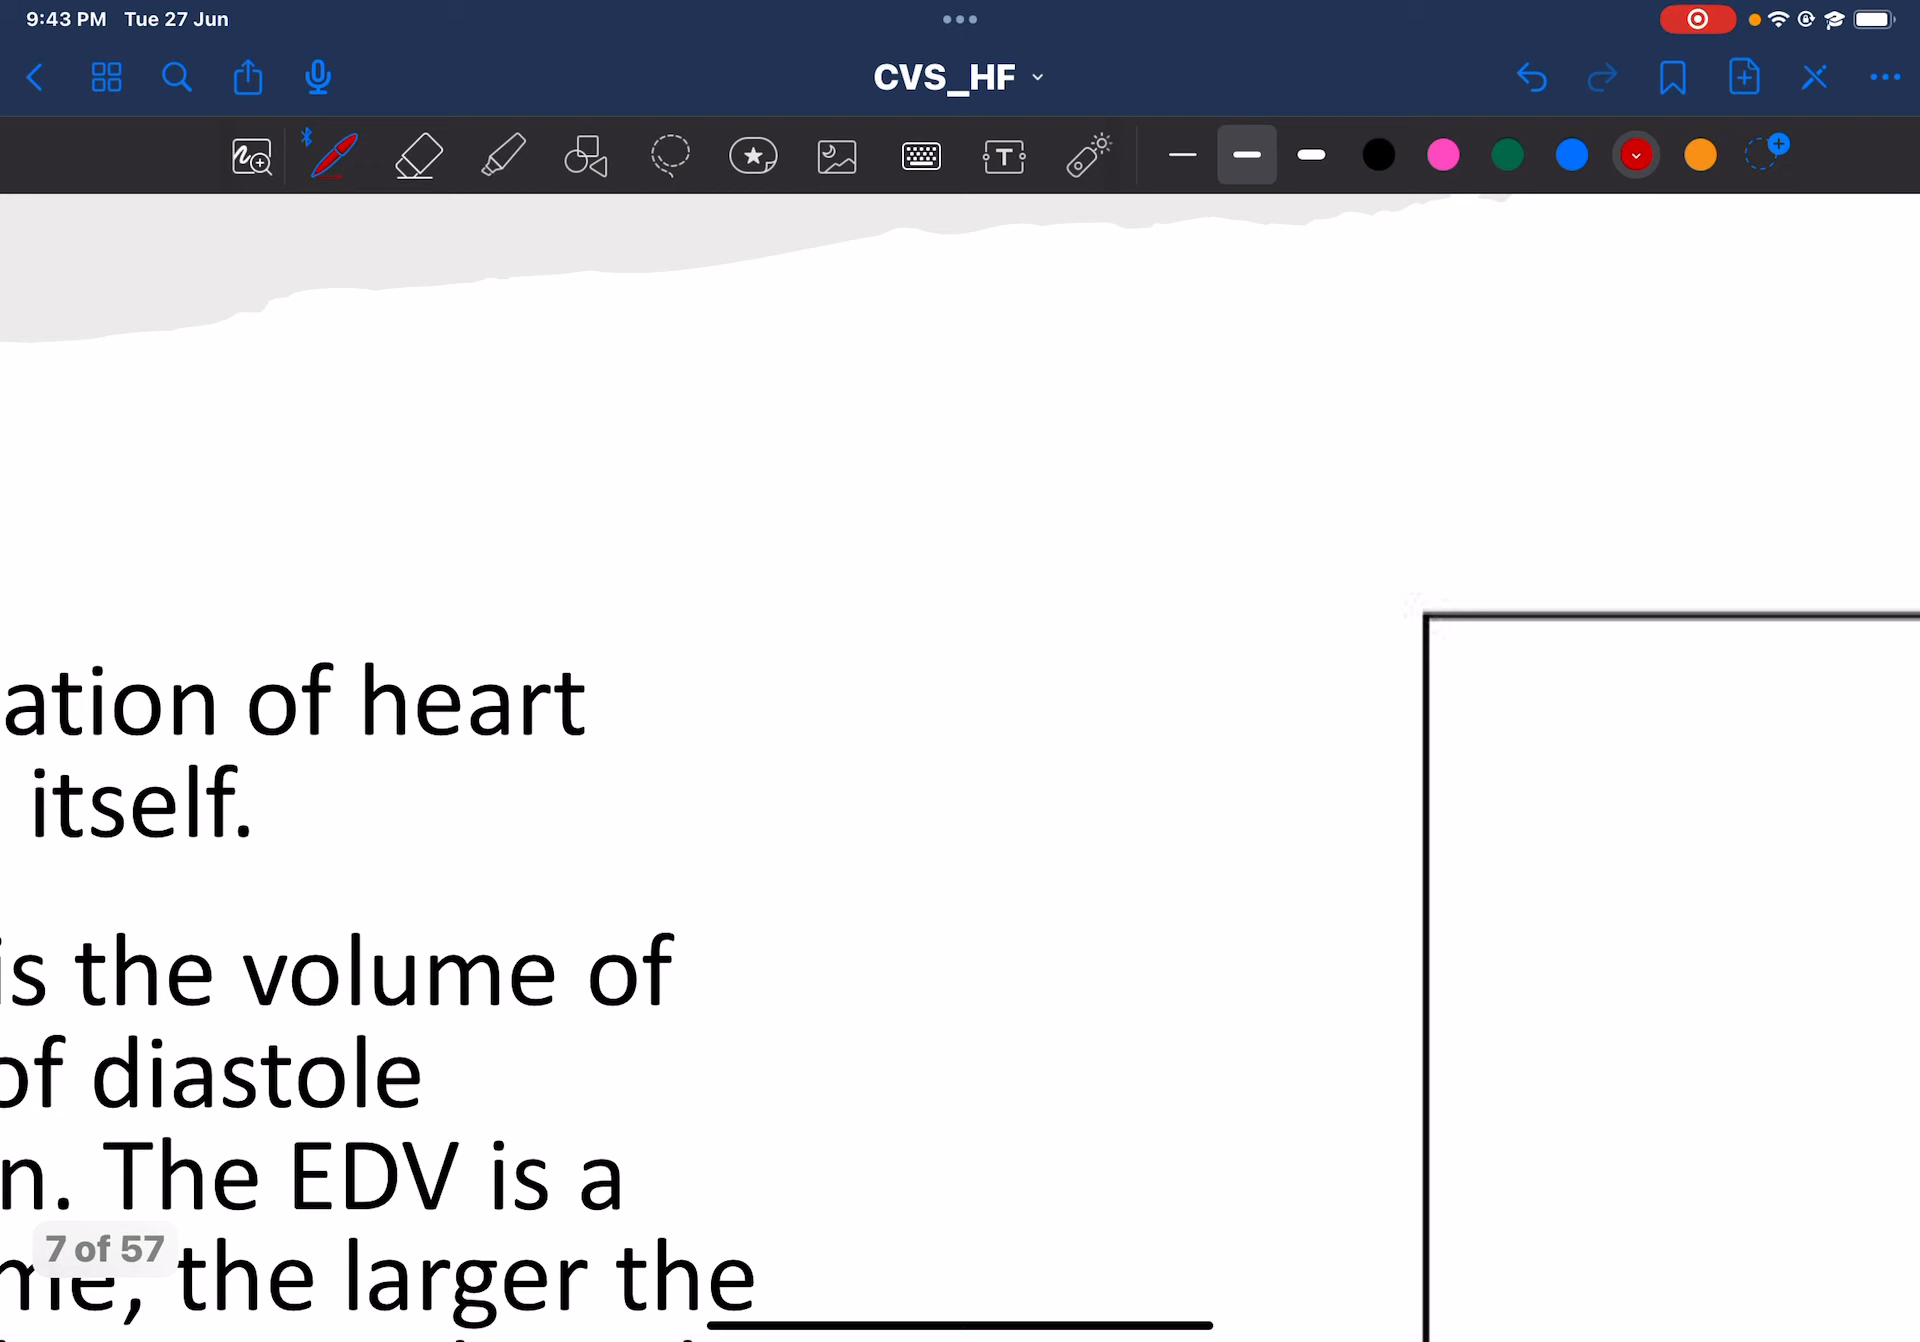 9:43 PM Tue 27 Jun
CVS_HF
T
ation of heart
itself.
is the volume of
of diastole
n. The EDV is a
7 of 57
me, the larger the